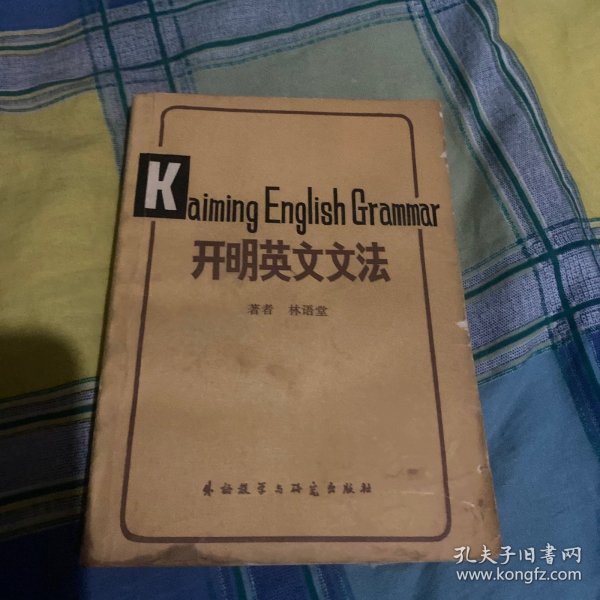 Kaiming English Grammar
开明英文文法
著者 林语堂
外语教学与研究出版社
孔夫子旧书网
www.kongfz.com